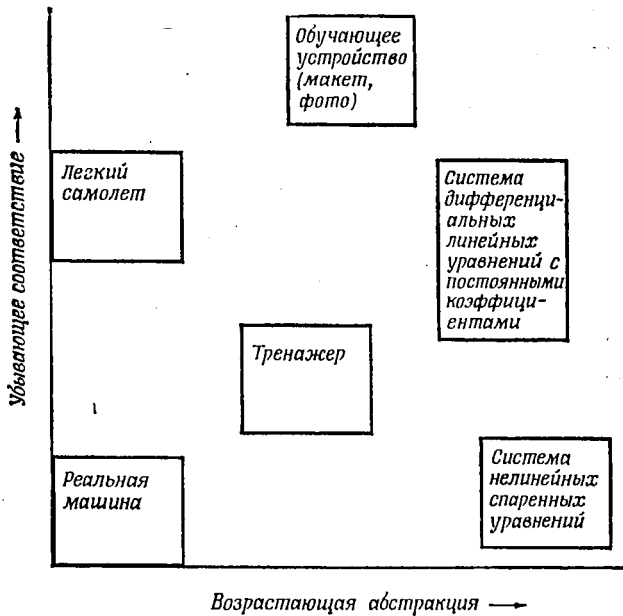 Обучающее
устройство
(макет,
фото)
Убывающее соответствие →
Легкий
самолет
Система
дифференци-
альных
линейных
уравнений с
постоянными
коэффици-
ентами
Тренажер
Реальная
машина
Система
нелинейных
спаренных
уравнений
Возрастающая абстракция →